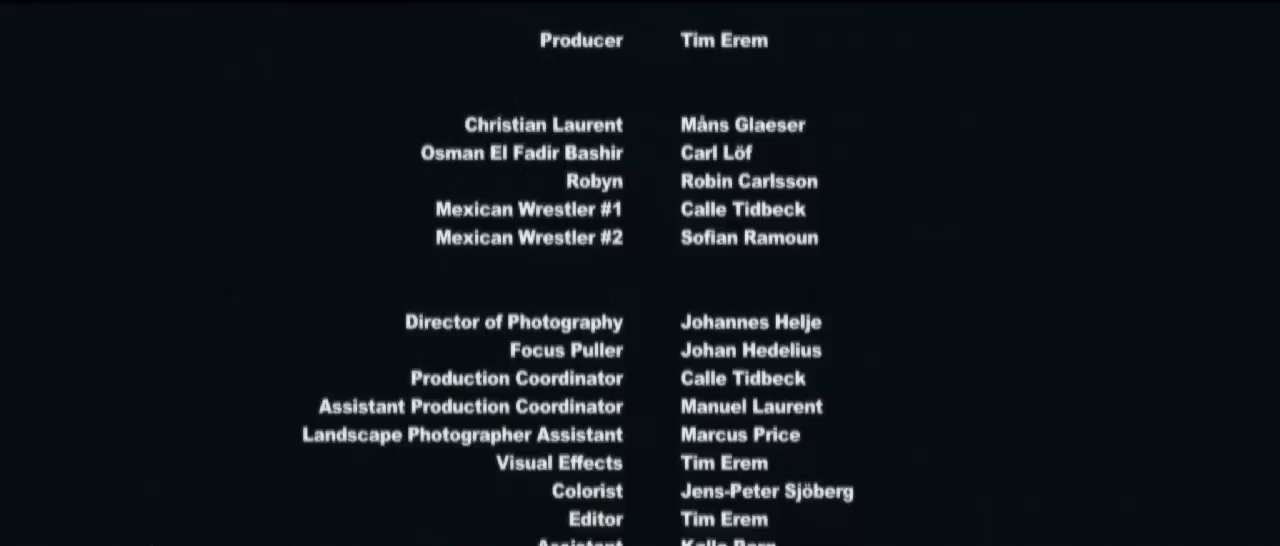 Producer Tim Erem
Christian Laurent Måns Glaeser
Osman El Fadir Bashir Carl Löf
Robyn Robin Carlsson
Mexican Wrestler #1 Calle Tidbeck
Mexican Wrestler #2 Sofian Ramoun
Director of Photography Johannes Helje
Focus Puller Johan Hedelius
Production Coordinator Calle Tidbeck
Assistant Production Coordinator Manuel Laurent
Landscape Photographer Assistant Marcus Price
Visual Effects Tim Erem
Colorist Jens-Peter Sjöberg
Editor Tim Erem
Assistant